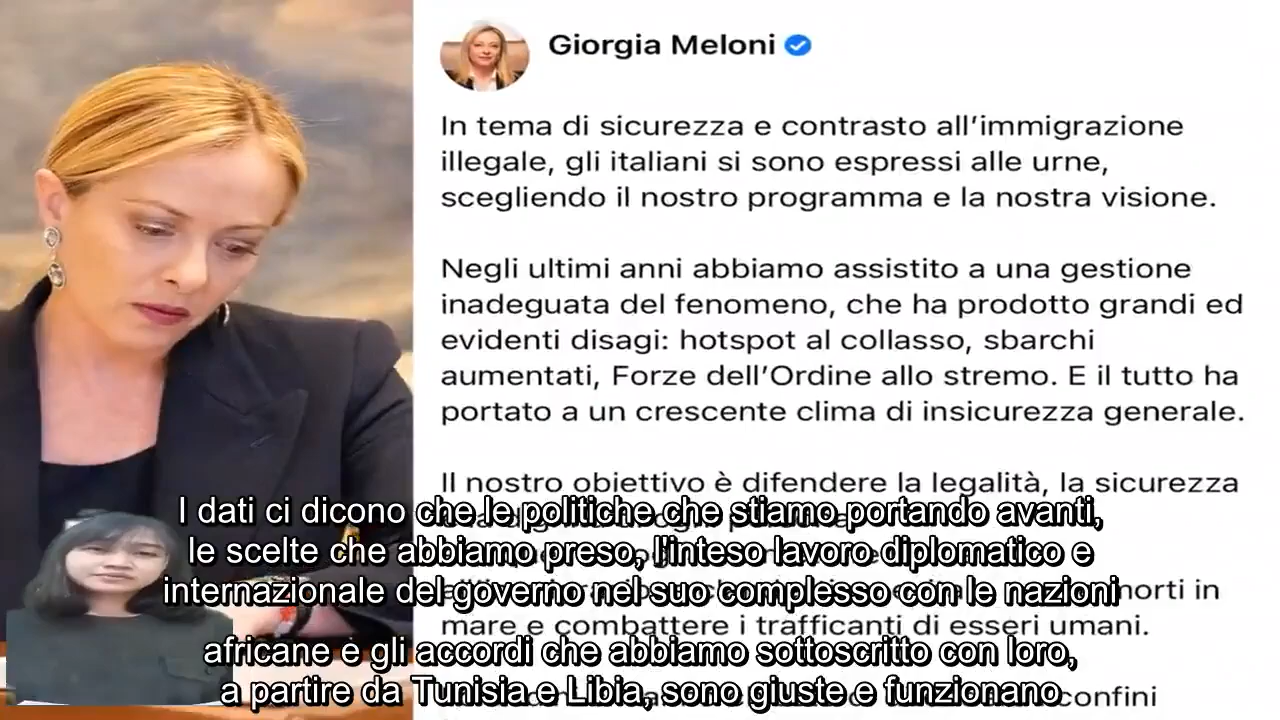 Giorgia Meloni
In tema di sicurezza e contrasto all'immigrazione
illegale, gli italiani si sono espressi alle urne,
scegliendo il nostro programma e la nostra visione.
Negli ultimi anni abbiamo assistito a una gestione
inadeguata del fenomeno, che ha prodotto grandi ed
evidenti disagi: hotspot al collasso, sbarchi
aumentati, Forze dell'Ordine allo stremo. E il tutto ha
portato a un crescente clima di insicurezza generale.
Il nostro obiettivo è difendere la legalità, la sicurezza
I dati ci dicono che le politiche che stiamo portando avanti,
le scelte che abbiamo preso, l'inteso lavoro diplomatico e
internazionale del governo nel suo complesso con le nazioni
morti in
mare e combattere i trafficanti di esseri umani.
africane e gli accordi che abbiamo sottoscritto con loro,
a partire da Tunisia e Libia, sono giuste e funzionano
confini